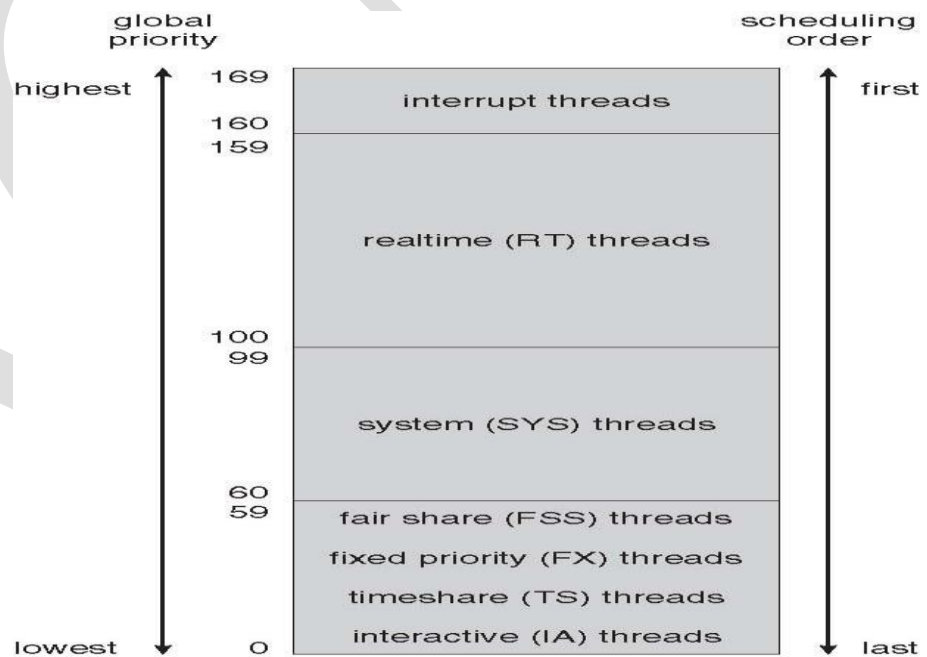 global
priority
scheduling
order
highest
169
interrupt threads
first
160
159
realtime (RT) threads
100
99
system (SYS) threads
60
59
fair share (FSS) threads
fixed priority (FX) threads
timeshare (TS) threads
lowest
0
interactive (IA) threads
last